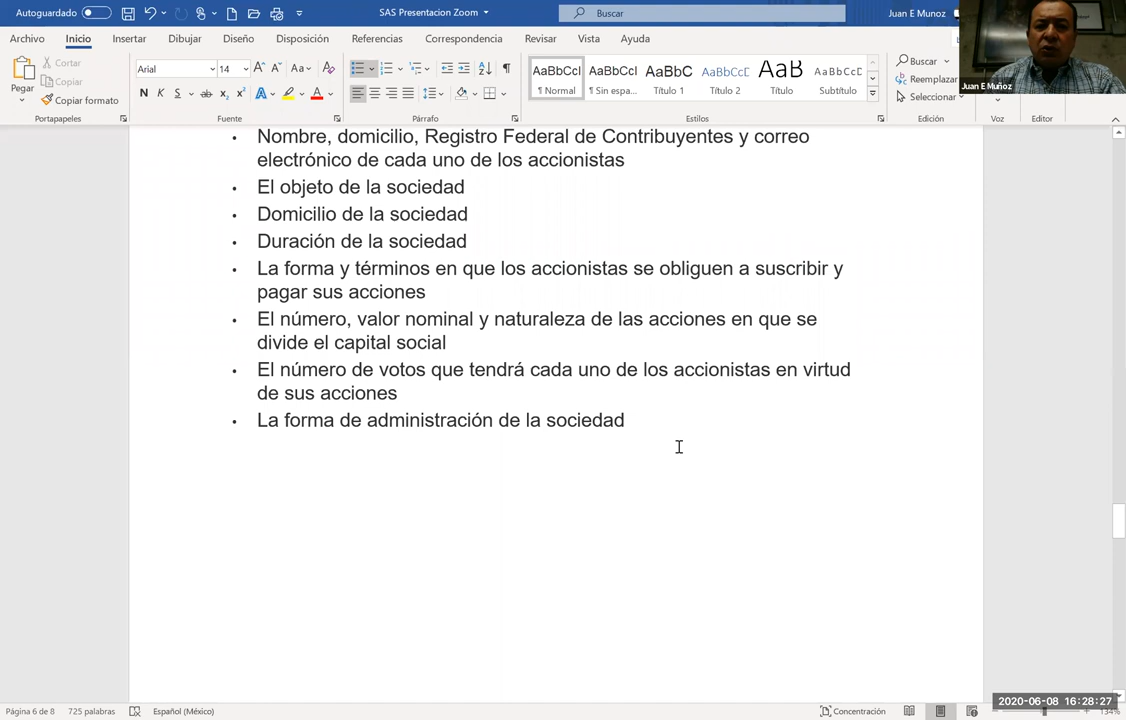 Autoguardado
SAS Presentacion Zoom
Buscar
Juan E Munoz
Archivo
Inicio
Insertar
Dibujar
Diseño
Disposición
Referencias
Correspondencia
Revisar
Vista
Ayuda
Pegar
Cortar
Copiar
Copiar formato
Portapapeles
Arial
14
Aa
N K S ab x₂ x²
Fuente
Párrafo
AaBbCcI
¶ Normal
AaBbCcI
¶ Sin espa...
AaBbC
Título 1
AaBbCcD
Título 2
AaB
Título
AaBbCcD
Subtítulo
Estilos
Buscar
Reemplazar
Seleccionar
Edición
Voz
Editor
Juan E Muñoz
• Nombre, domicilio, Registro Federal de Contribuyentes y correo
electrónico de cada uno de los accionistas
• El objeto de la sociedad
• Domicilio de la sociedad
• Duración de la sociedad
• La forma y términos en que los accionistas se obliguen a suscribir y
pagar sus acciones
• El número, valor nominal y naturaleza de las acciones en que se
divide el capital social
• El número de votos que tendrá cada uno de los accionistas en virtud
de sus acciones
• La forma de administración de la sociedad
Página 6 de 8
725 palabras
Español (México)
Concentración
2020-06-08 16:28:27
134%